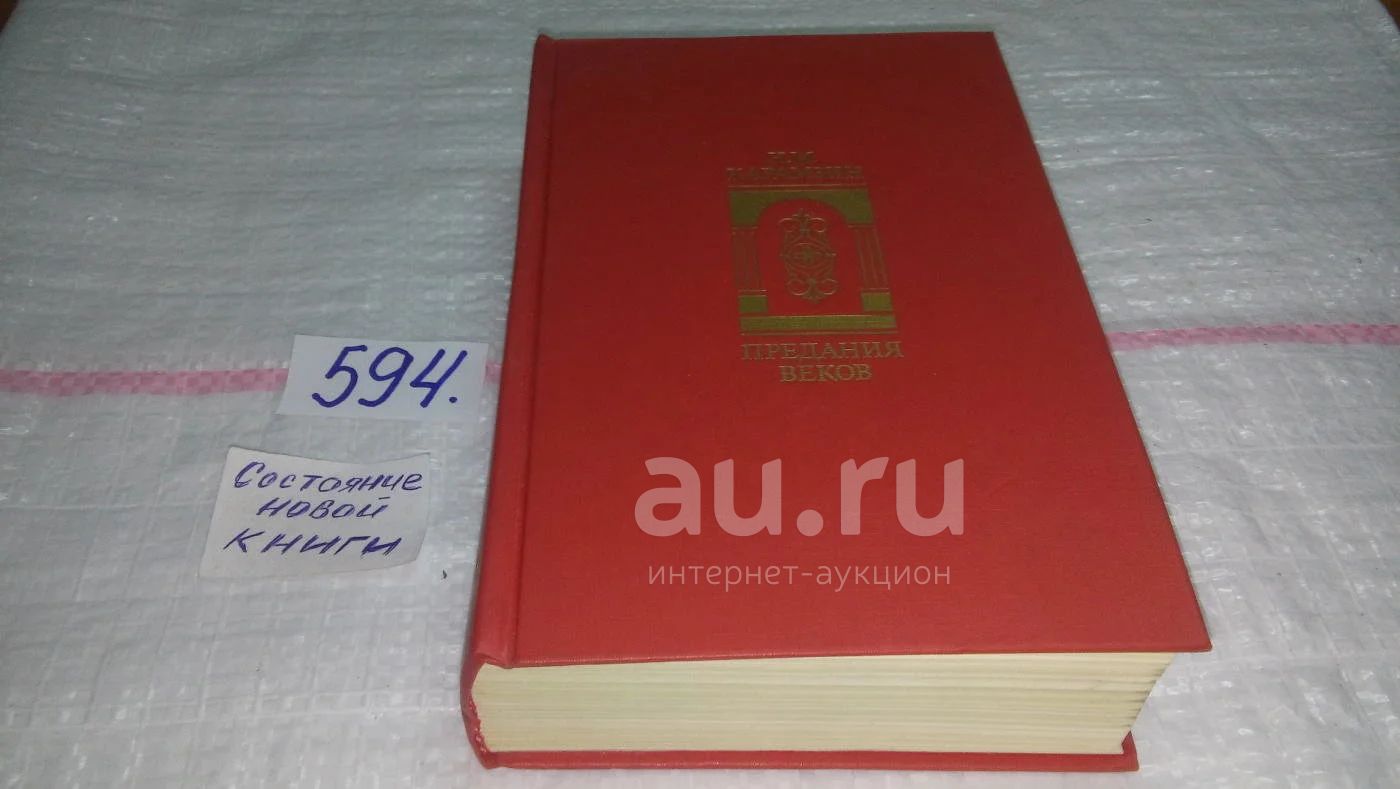 Н.М.
КАРАМЗИН
ПРЕДАНИЯ
ВЕКОВ
594.
Состояние
новой
книги
au.ru
интернет-аукцион